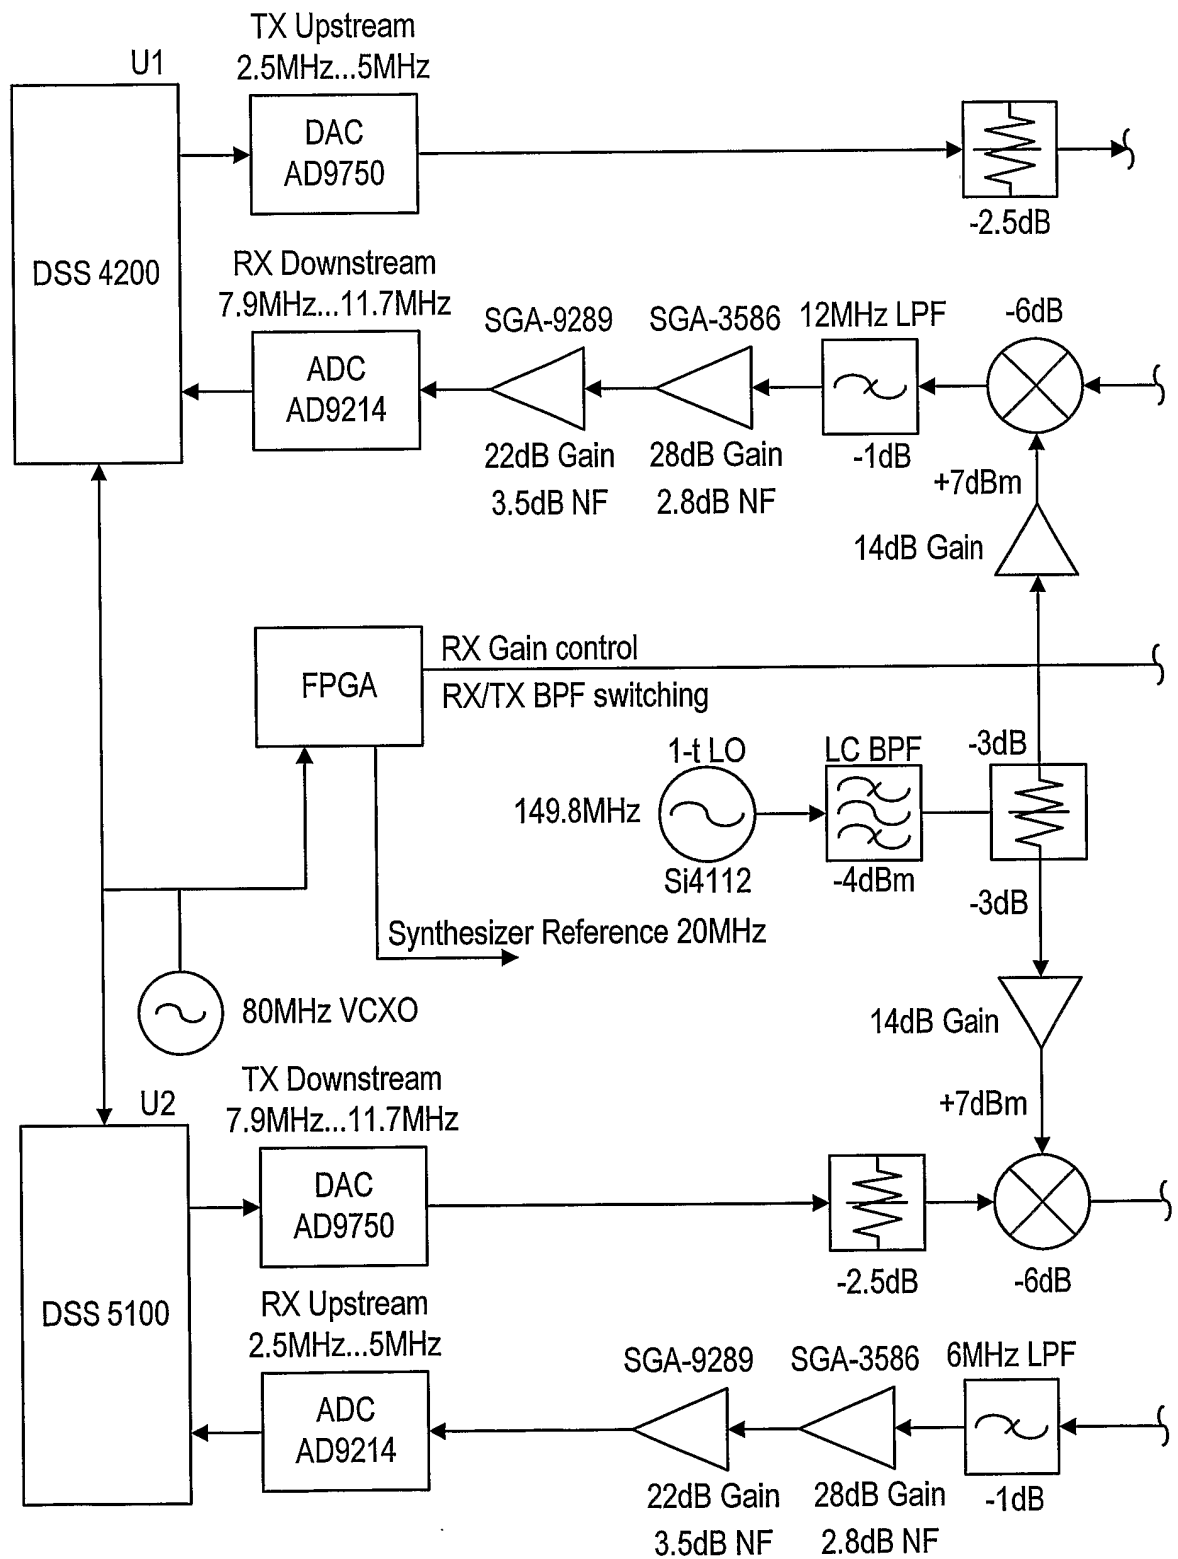 TX Upstream
2.5MHz...5MHz
U1
DAC
AD9750
-2.5dB
DSS 4200
RX Downstream
7.9MHz...11.7MHz
SGA-9289
SGA-3586
12MHz LPF
-6dB
ADC
AD9214
22dB Gain
3.5dB NF
28dB Gain
2.8dB NF
-1dB
+7dBm
14dB Gain
FPGA
RX Gain control
RX/TX BPF switching
1-t LO
LC BPF
-3dB
149.8MHz
Si4112
-4dBm
-3dB
Synthesizer Reference 20MHz
80MHz VCXO
14dB Gain
TX Downstream
7.9MHz...11.7MHz
U2
+7dBm
DAC
AD9750
-2.5dB
-6dB
DSS 5100
RX Upstream
2.5MHz...5MHz
SGA-9289
SGA-3586
6MHz LPF
ADC
AD9214
22dB Gain
3.5dB NF
28dB Gain
2.8dB NF
-1dB